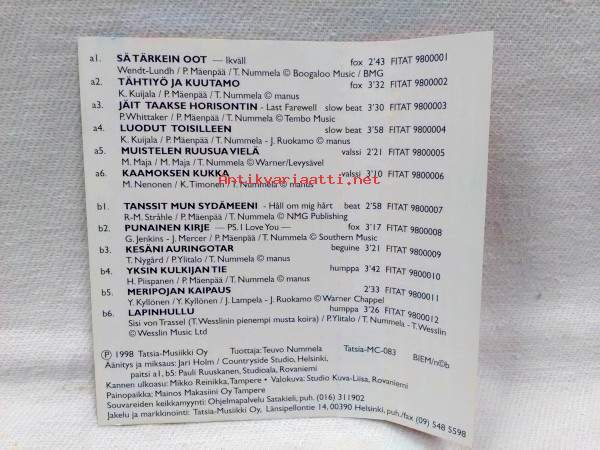 a1. SÄ TÄRKEIN OOT — Ikväll fox 2'43 FITAT 9800001
Wendt-Lundh / P. Mäenpää / T. Nummela © Boogaloo Music / BMG
a2. TÄHTIYÖ JA KUUTAMO fox 3'32 FITAT 9800002
K. Kuijala / P. Mäenpää / T. Nummela © manus
a3. JÄIT TAAKSE HORISONTIN - Last Farewell slow beat 3'30 FITAT 9800003
P.Whittaker / P. Mäenpää / T. Nummela © Tembo Music
a4. LUODUT TOISILLEEN slow beat 3'58 FITAT 9800004
K. Kuijala / P. Mäenpää / T. Nummela - J. Ruokamo © manus
a5. MUISTELEN RUUSUA VIELÄ valssi 2'21 FITAT 9800005
M. Maja / M. Maja / T. Nummela © Warner/Levysävel
a6. KAAMOKSEN KUKKA valssi 3'10 FITAT 9800006
M. Nenonen / K. Timonen / T. Nummela © manus
Antikvariaatti.net
b1. TANSSIT MUN SYDÄMEENI - Håll om mig hårt beat 2'58 FITAT 9800007
R-M. Stråhle / P. Mäenpää / T. Nummela © NMG Publishing
b2. PUNAINEN KIRJE — P.S. I Love You — fox 3'17 FITAT 9800008
G. Jenkins - J. Mercer / P. Mäenpää / T. Nummela © Southern Music
b3. KESÄNI AURINGOTAR beguine 3'21 FITAT 9800009
T. Nygård / P.Ylitalo / T. Nummela © manus
b4. YKSIN KULKIJAN TIE humppa 3'42 FITAT 9800010
H. Piispanen / P. Mäenpää / T. Nummela © manus
b5. MERIPOJAN KAIPAUS 2'33 FITAT 9800011
Y. Kyllönen / Y. Kyllönen / J. Lampela - J. Ruokamo © Warner Chappel
b6. LAPINHULLU humppa 3'26 FITAT 9800012
Sisi von Trassel (T. Wesslinin pienempi musta koira) / P.Ylitalo / T. Nummela - T. Wesslin
© Wesslin Music Ltd
Ⓟ 1998 Tatsia-Musiikki Oy Tuottaja: Teuvo Nummela Tatsia-MC-083 BIEM/n©b
Äänitys ja miksaus: Jari Holm / Countryside Studio, Helsinki,
paitsi a1, b5: Pauli Ruuskanen, Studioala, Rovaniemi
Kannen ulkoasu: Mikko Reinikka, Tampere • Valokuva: Studio Kuva-Liisa, Rovaniemi
Painopaikka: Mainos Makasiini Oy Tampere
Souvareiden keikkamyynti: Ohjelmapalvelu Satakieli, puh. (016) 311902
Jakelu ja markkinointi: Tatsia-Musiikki Oy, Länsipellontie 14, 00390 Helsinki, puh./fax (09) 548 5598